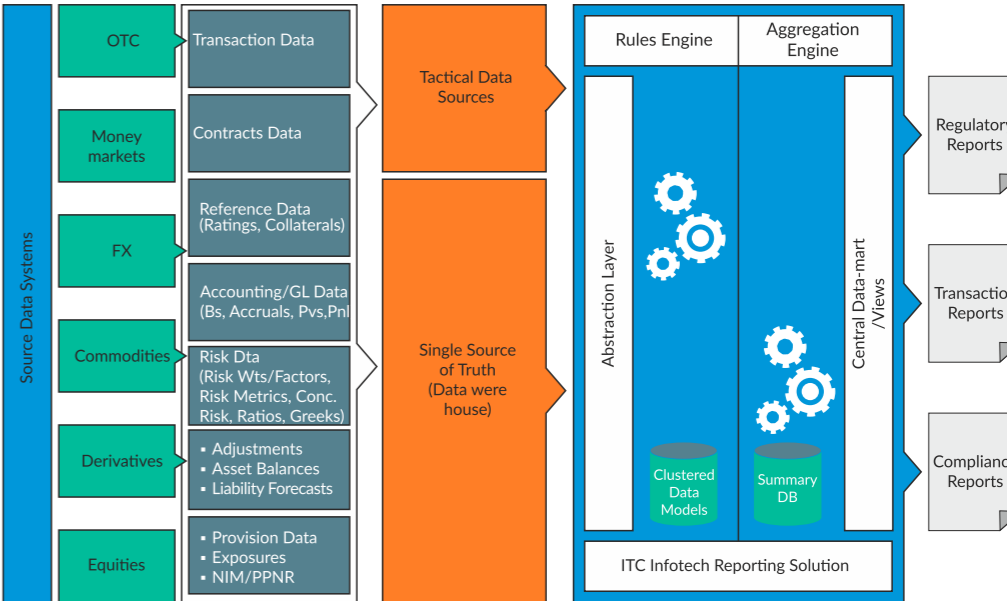 Source Data Systems
OTC
Money
markets
FX
Commodities
Derivatives
Equities
Transaction Data
Contracts Data
Reference Data
(Ratings, Collaterals)
Accounting/GL Data
(Bs, Accruals, Pvs,Pnl
Risk Dta
(Risk Wts/Factors,
Risk Metrics, Conc.
Risk, Ratios, Greeks)
▪ Adjustments
▪ Asset Balances
▪ Liability Forecasts
▪ Provision Data
▪ Exposures
▪ NIM/PPNR
Tactical Data
Sources
Single Source
of Truth
(Data were
house)
Rules Engine
Aggregation
Engine
Abstraction Layer
Clustered
Data
Models
Summary
DB
Central Data-mart
/Views
ITC Infotech Reporting Solution
Regulatory
Reports
Transactio
Reports
Complianc
Reports